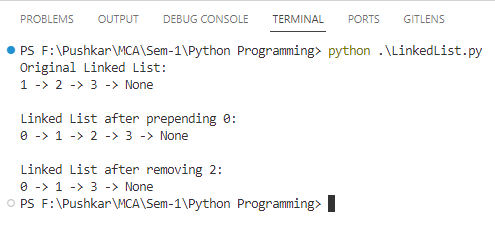 PROBLEMS OUTPUT DEBUG CONSOLE TERMINAL PORTS GITLENS
PS F:\Pushkar\MCA\Sem-1\Python Programming> python .\LinkedList.py
Original Linked List:
1 -> 2 -> 3 -> None
Linked List after prepending 0:
0 -> 1 -> 2 -> 3 -> None
Linked List after removing 2:
0 -> 1 -> 3 -> None
PS F:\Pushkar\MCA\Sem-1\Python Programming>